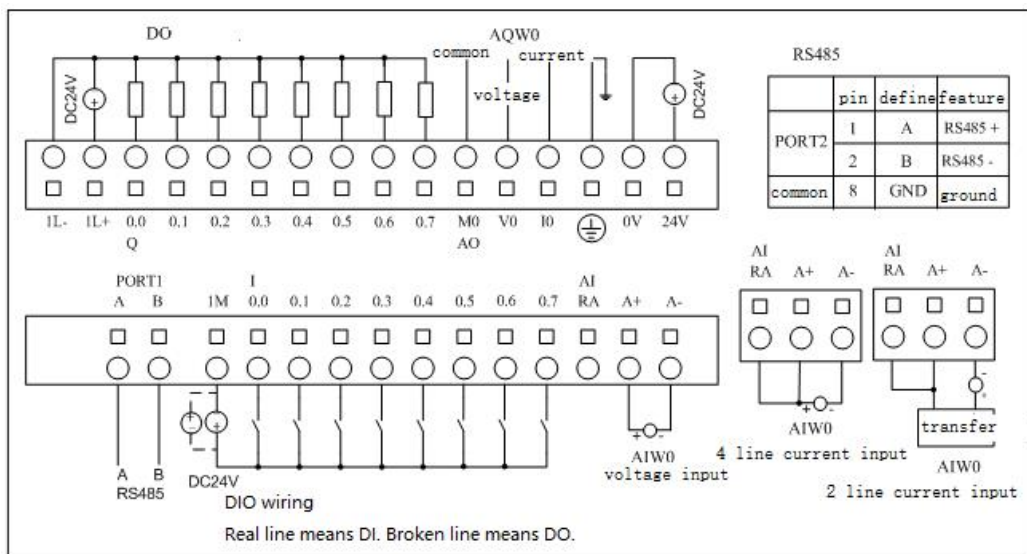 DO
AQW0
common
current
voltage
DC24V
DC24V
1L-
1L+
0.0
0.1
0.2
0.3
0.4
0.5
0.6
0.7
M0
V0
I0
0V
24V
Q
AO
RS485
pin define feature
PORT2 1 A RS485 +
2 B RS485 -
common 8 GND ground
PORT1
I
AI
A
B
1M
0.0
0.1
0.2
0.3
0.4
0.5
0.6
0.7
RA
A+
A-
A B
RS485
DC24V
+ -
AIW0
voltage input
AI
RA A+ A-
+ -
AIW0
4 line current input
AI
RA A+ A-
transfer
AIW0
2 line current input
DIO wiring
Real line means DI. Broken line means DO.